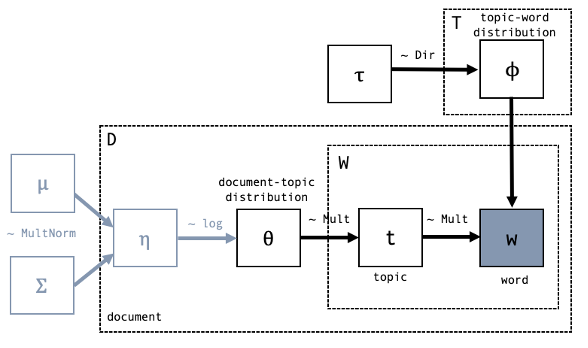 T
topic-word
distribution
τ
~ Dir
ϕ
D
W
μ
document-topic
distribution
~ MultNorm
η
~ log
θ
~ Mult
t
~ Mult
w
Σ
topic
word
document